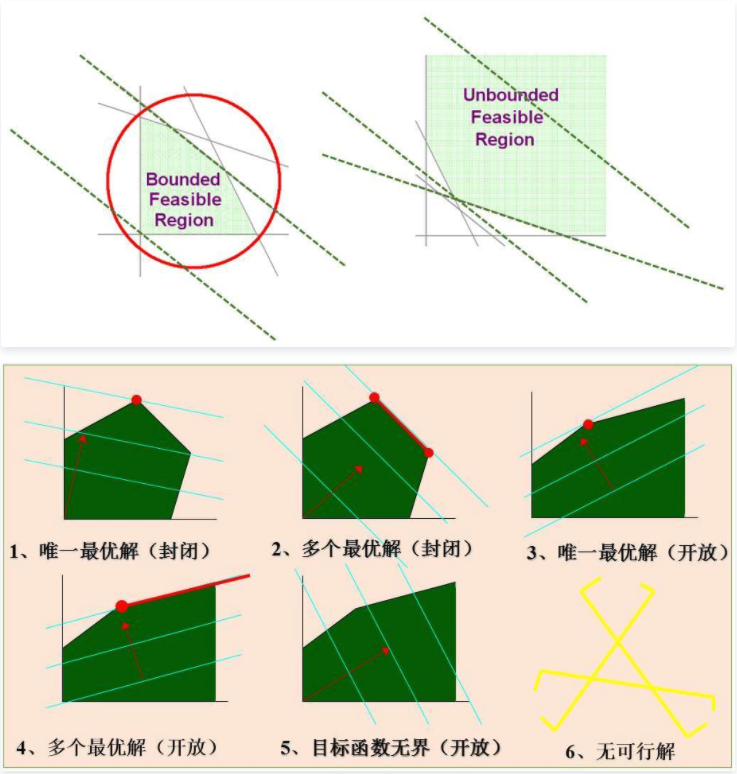 Bounded
Feasible
Region
Unbounded
Feasible
Region
1、唯一最优解（封闭）
2、多个最优解（封闭）
3、唯一最优解（开放）
4、多个最优解（开放）
5、目标函数无界（开放）
6、无可行解